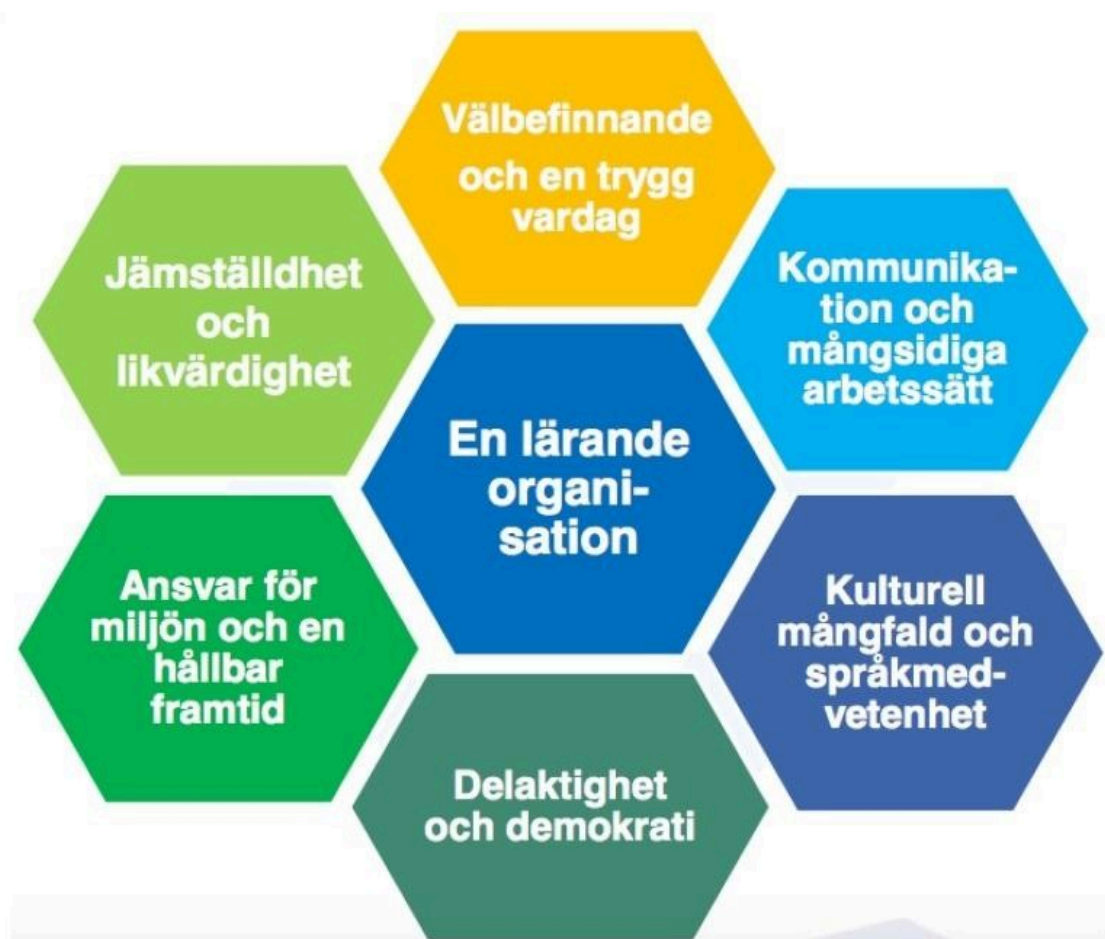 Välbefinnande
och en trygg
vardag
Jämställdhet
och
likvärdighet
Kommunika-
tion och
mångsidiga
arbetssätt
En lärande
organi-
sation
Ansvar för
miljön och en
hållbar
framtid
Kulturell
mångfald och
språkmed-
vetenhet
Delaktighet
och demokrati